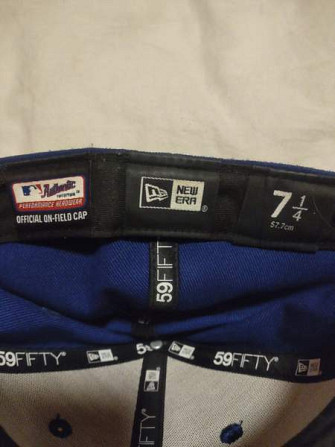 Authentic
PERFORMANCE HEADWEAR
OFFICIAL ON-FIELD CAP
NEW
ERA®
7 1/4
57.7cm
59FIFTY
59FIFTY®
59FIFTY®